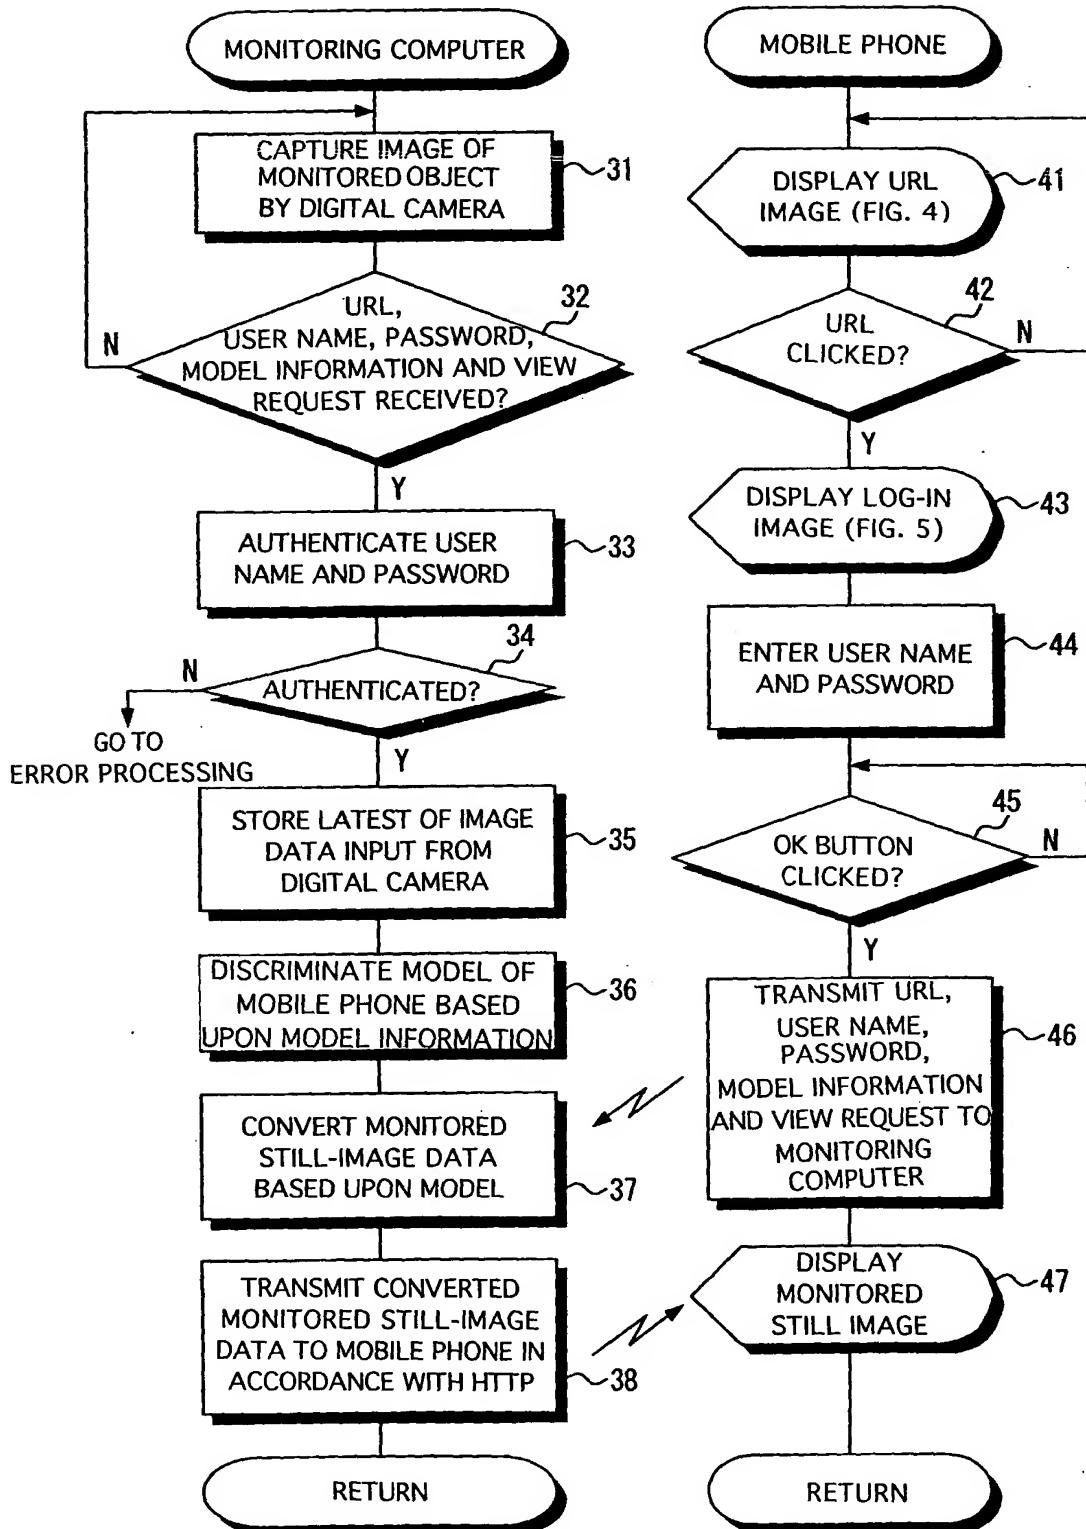 MONITORING COMPUTER
CAPTURE IMAGE OF
MONITORED OBJECT
BY DIGITAL CAMERA
31
URL,
USER NAME, PASSWORD,
MODEL INFORMATION AND VIEW
REQUEST RECEIVED?
32
N
Y
AUTHENTICATE USER
NAME AND PASSWORD
33
34
N
AUTHENTICATED?
GO TO
ERROR PROCESSING
Y
STORE LATEST OF IMAGE
DATA INPUT FROM
DIGITAL CAMERA
35
DISCRIMINATE MODEL OF
MOBILE PHONE BASED
UPON MODEL INFORMATION
36
CONVERT MONITORED
STILL-IMAGE DATA
BASED UPON MODEL
37
TRANSMIT CONVERTED
MONITORED STILL-IMAGE
DATA TO MOBILE PHONE IN
ACCORDANCE WITH HTTP
38
RETURN
MOBILE PHONE
DISPLAY URL
IMAGE (FIG. 4)
41
42
URL
CLICKED?
N
Y
DISPLAY LOG-IN
IMAGE (FIG. 5)
43
ENTER USER NAME
AND PASSWORD
44
45
OK BUTTON
CLICKED?
N
Y
TRANSMIT URL,
USER NAME,
PASSWORD,
MODEL INFORMATION
AND VIEW REQUEST TO
MONITORING
COMPUTER
46
DISPLAY
MONITORED
STILL IMAGE
47
RETURN